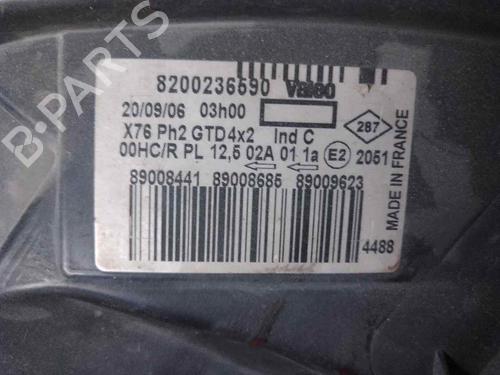 8200236590 Valeo
20/09/06 03h00
X76 Ph2 GTD4x2 Ind C
287
00HC/R PL 12,5 02A 01 1a E2 2051
89008441 89008685 89009623
4488
MADE IN FRANCE